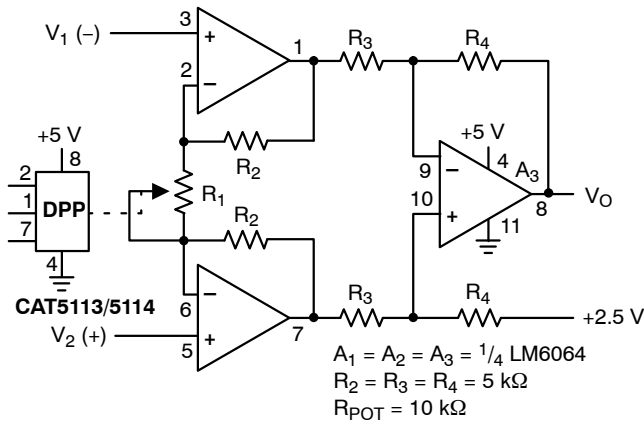 V1 (–)
3
+
2
–
1
R3
R4
+5 V
8
R2
+5 V
4
A3
9
–
10
+
8
VO
11
2
1
7
DPP
R1
4
R2
CAT5113/5114
6
–
V2 (+)
5
+
7
R3
R4
+2.5 V
A1 = A2 = A3 = 1/4 LM6064
R2 = R3 = R4 = 5 kΩ
RPOT = 10 kΩ